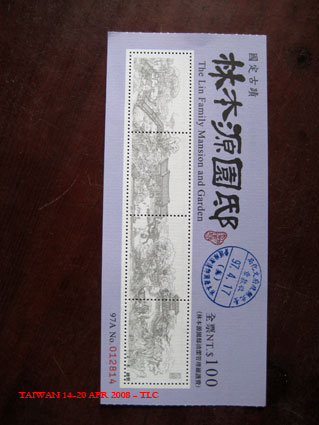 國定古蹟
林本源園邸
The Lin Family Mansion and Garden
97.4.17
全票NT.$100
97A No.012814
TAIWAN 14-20 APR 2008 - TLC